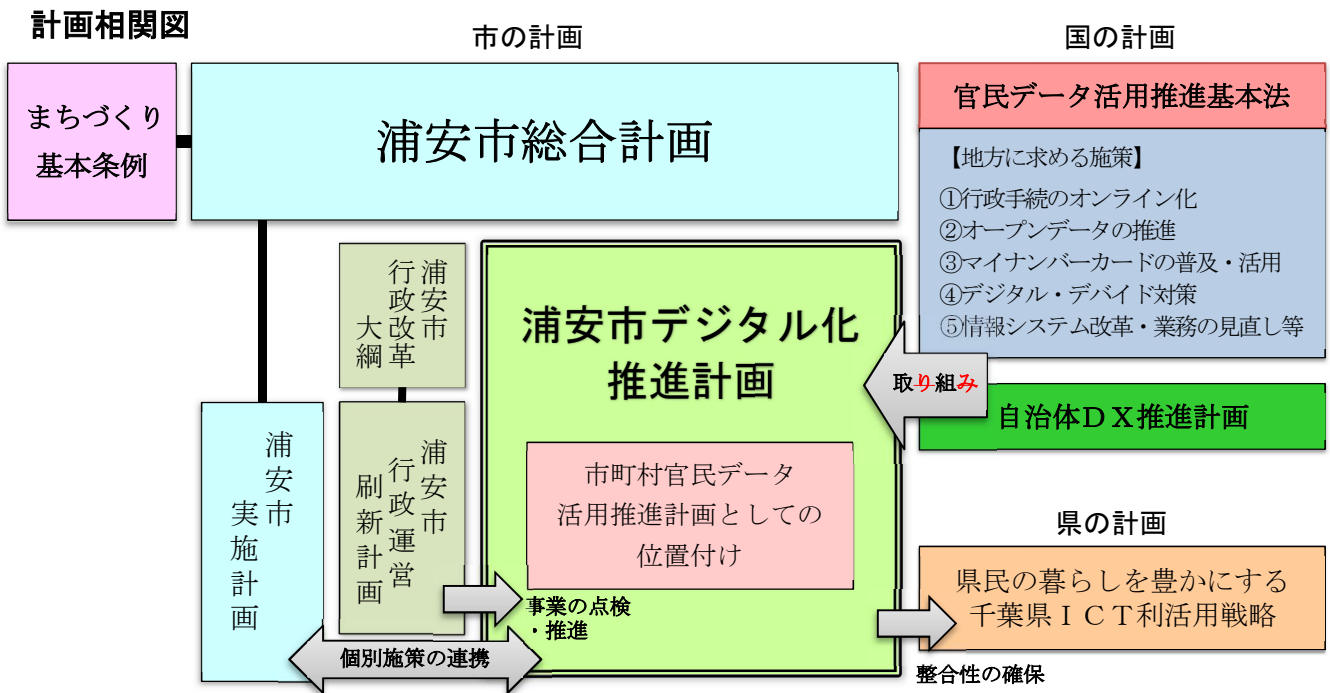 計画相関図
市の計画
国の計画
まちづくり
基本条例
浦安市総合計画
官民データ活用推進基本法
【地方に求める施策】
①行政手続のオンライン化
②オープンデータの推進
③マイナンバーカードの普及・活用
④デジタル・デバイド対策
⑤情報システム改革・業務の見直し等
浦安市
行政改革
大綱
浦安市デジタル化
推進計画
取り組み
自治体DX推進計画
浦安市
実施計画
浦安市
行政運営
刷新計画
市町村官民データ
活用推進計画としての
位置付け
県の計画
県民の暮らしを豊かにする
千葉県ICT利活用戦略
事業の点検
・推進
個別施策の連携
整合性の確保